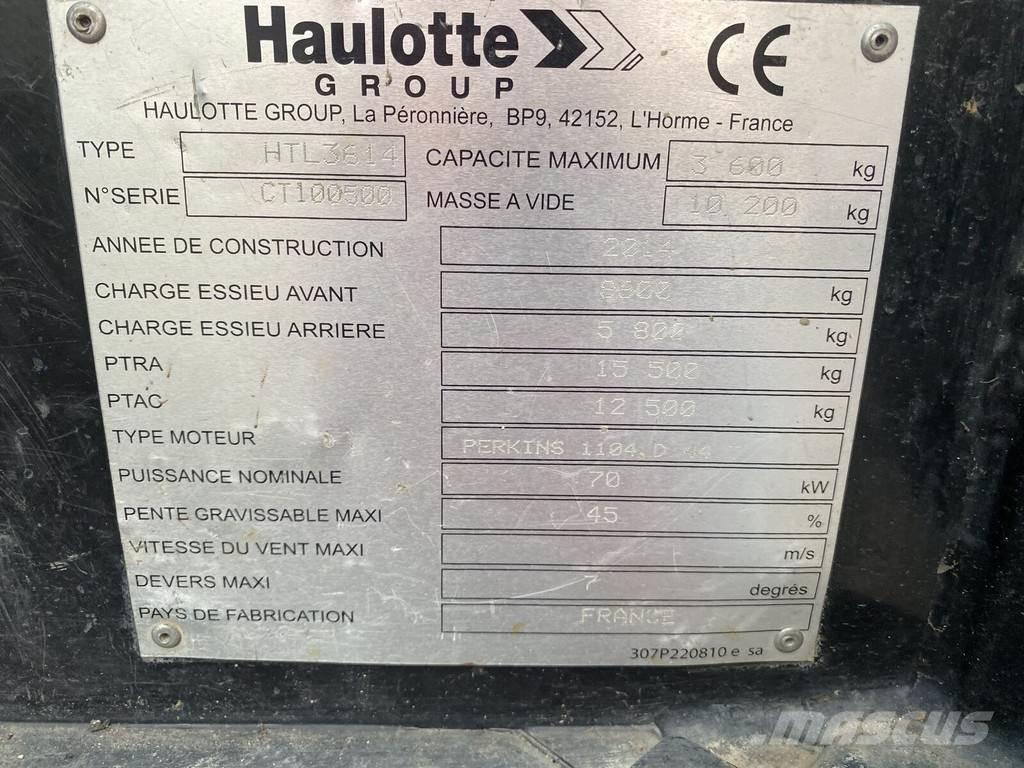 Haulotte
GROUP
CE
HAULOTTE GROUP, La Péronnière, BP9, 42152, L'Horme - France
TYPE HTL3614 CAPACITE MAXIMUM 3 600 kg
N° SERIE CT100500 MASSE A VIDE 10 200 kg
ANNEE DE CONSTRUCTION 2014
CHARGE ESSIEU AVANT kg
CHARGE ESSIEU ARRIERE 5 800 kg
PTRA 15 500 kg
PTAC 12 500 kg
TYPE MOTEUR PERKINS 1104.D 44
PUISSANCE NOMINALE 70 kW
PENTE GRAVISSABLE MAXI 45 %
VITESSE DU VENT MAXI m/s
DEVERS MAXI degrés
PAYS DE FABRICATION FRANCE
307P220810 e sa
MASCUS